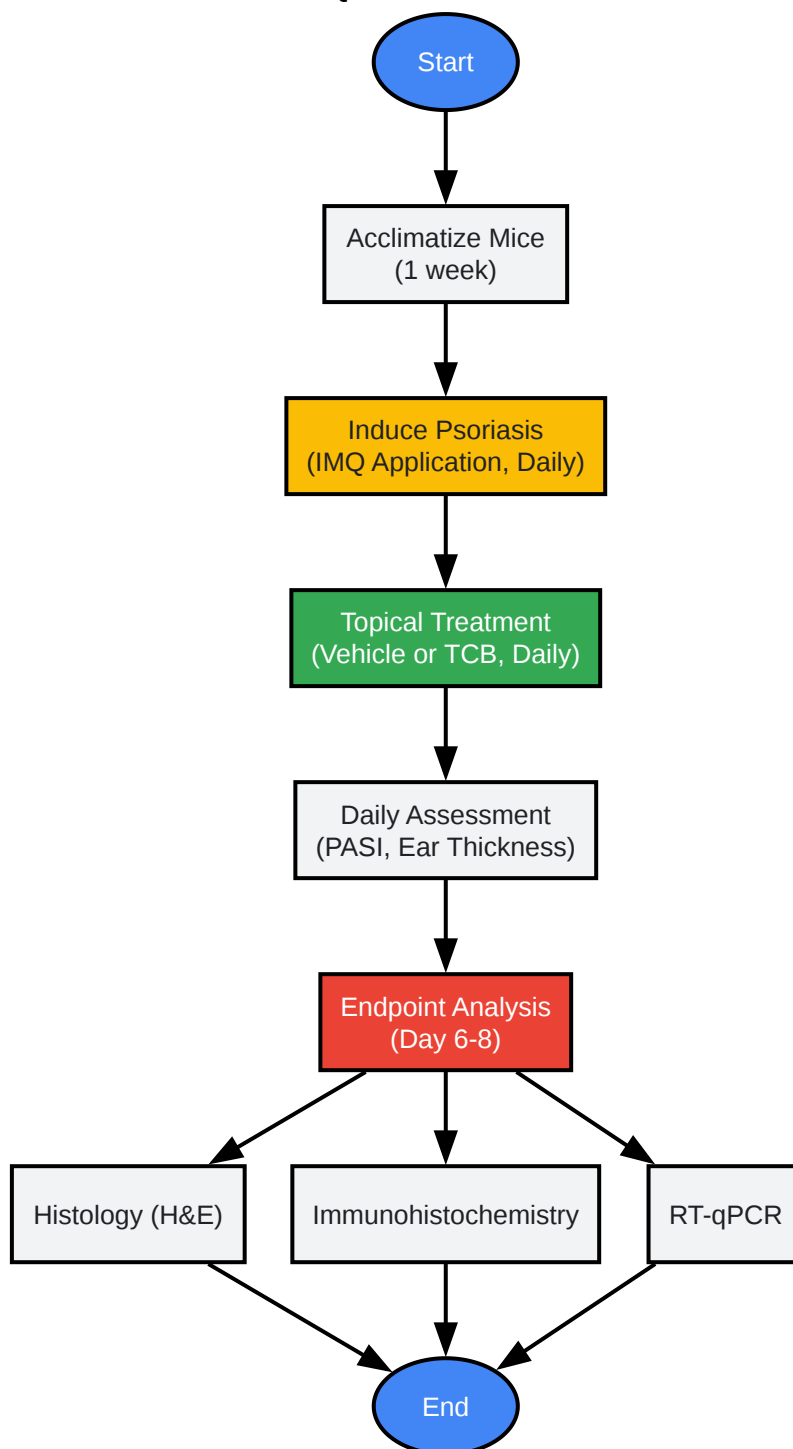 Start
Acclimatize Mice
(1 week)
Induce Psoriasis
(IMQ Application, Daily)
Topical Treatment
(Vehicle or TCB, Daily)
Daily Assessment
(PASI, Ear Thickness)
Endpoint Analysis
(Day 6-8)
Histology (H&E)
Immunohistochemistry
RT-qPCR
End